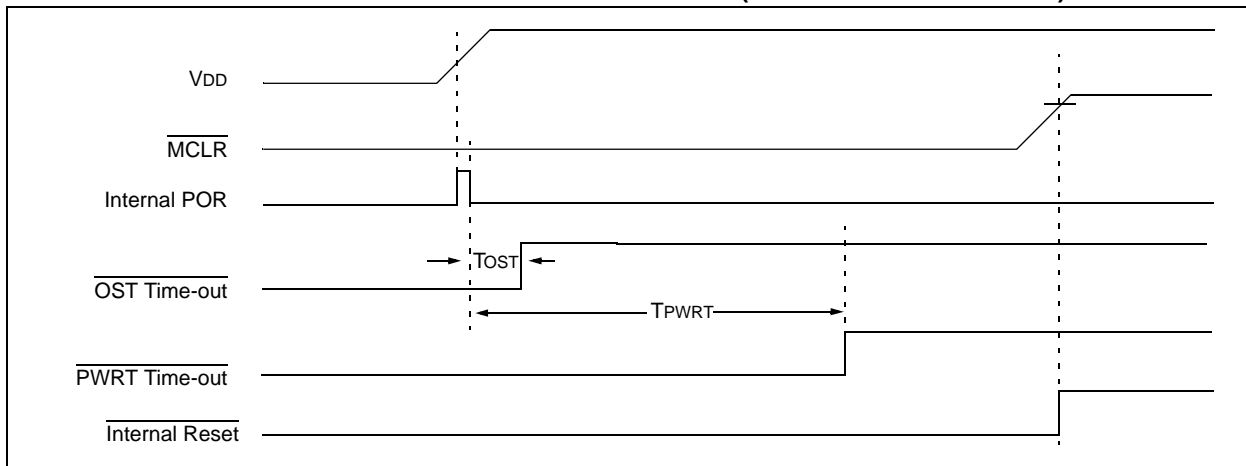 VDD
MCLR
Internal POR
TOST
OST Time-out
TPWRT
PWRT Time-out
Internal Reset